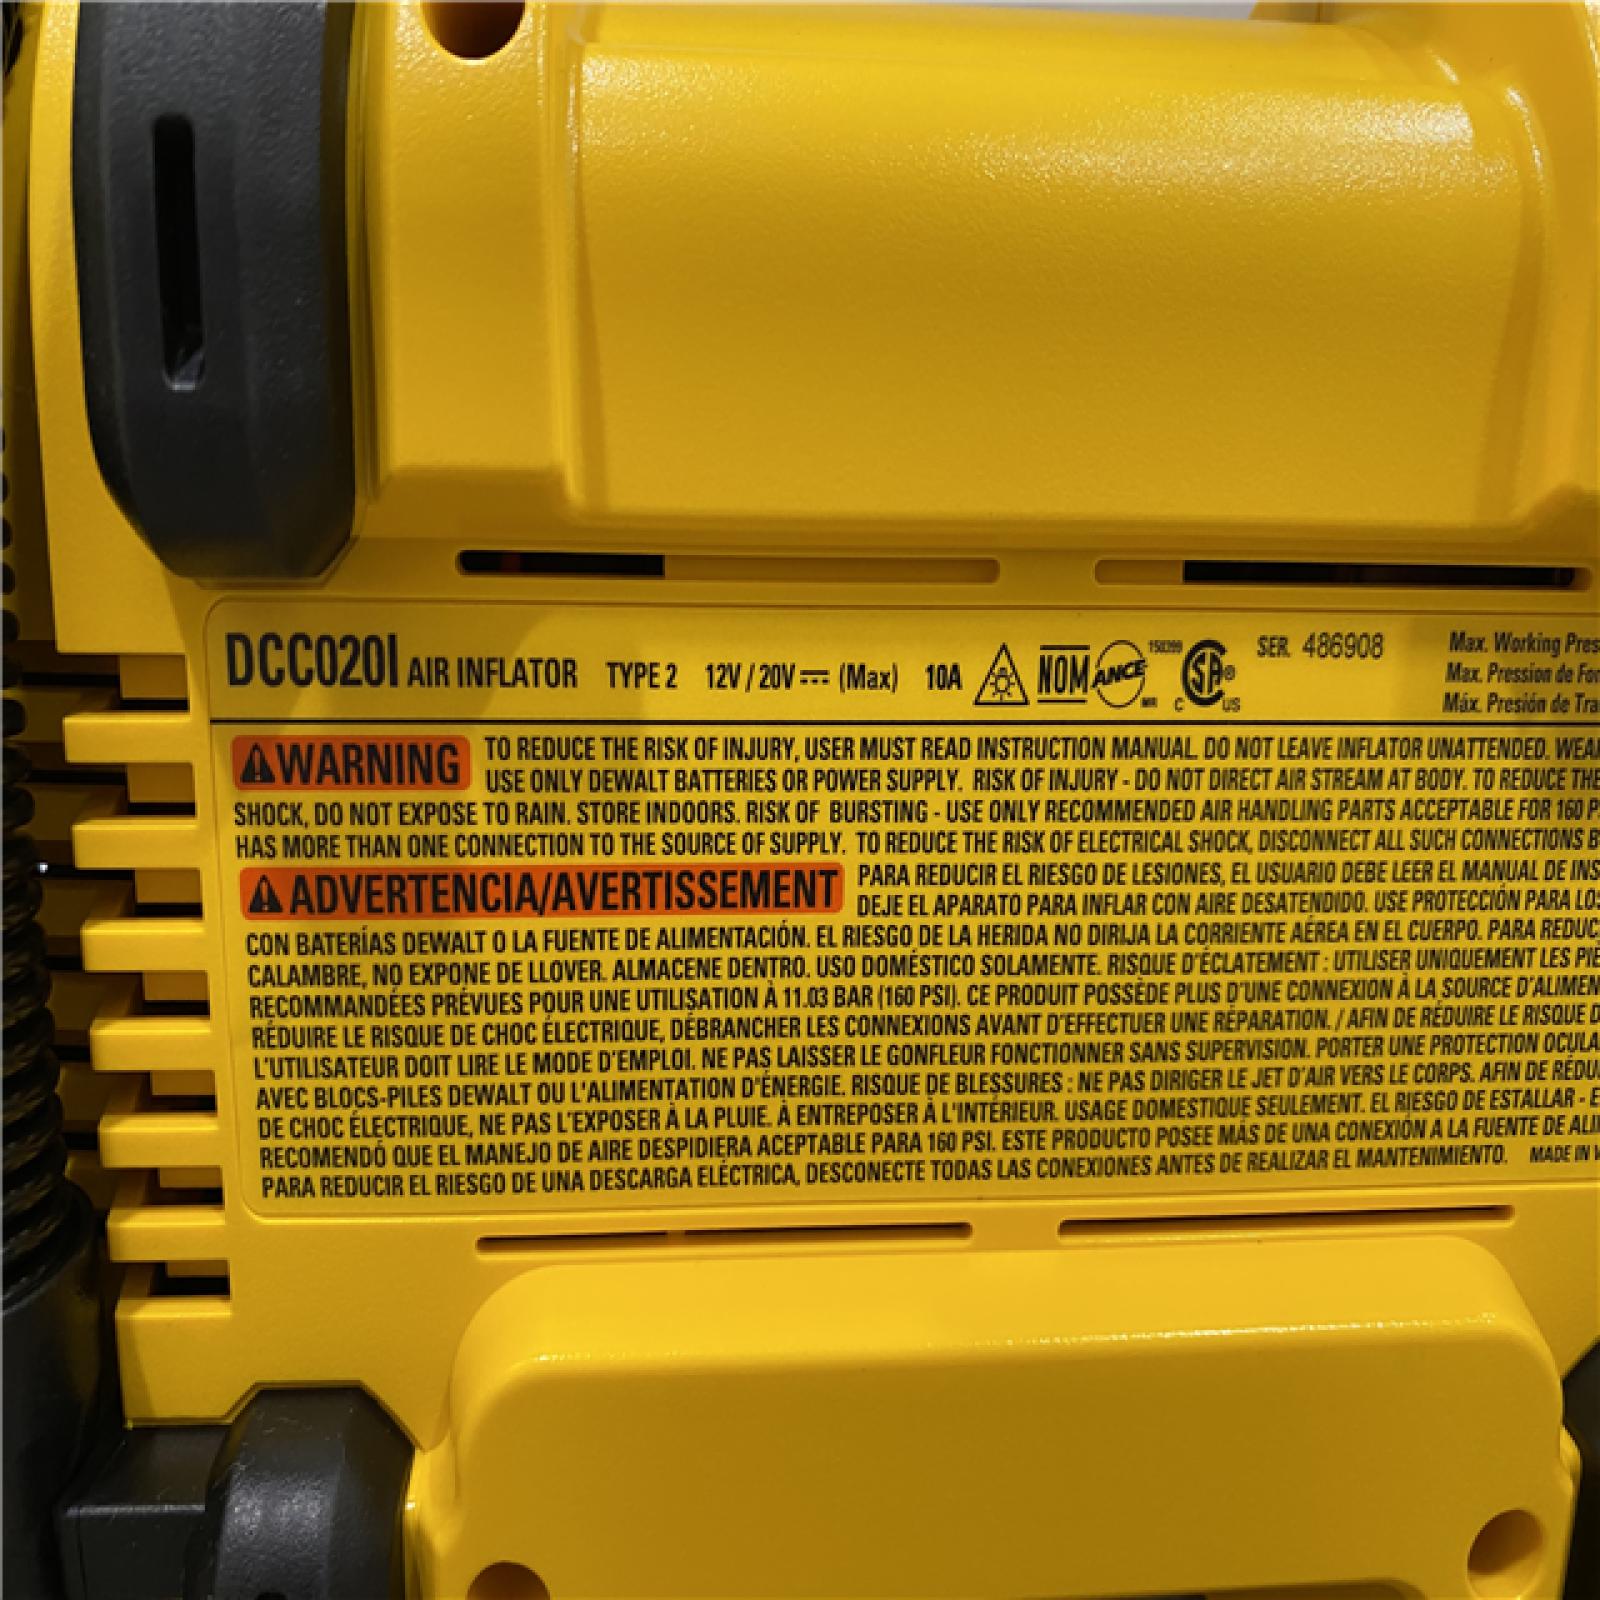 DCC020I AIR INFLATOR TYPE 2 12V / 20V (Max) 10A NOM ANCE MR 150399 C SA® US SER. 486908 Max. Working
Max. Pression de
Máx. Presión de
WARNING TO REDUCE THE RISK OF INJURY, USER MUST READ INSTRUCTION MANUAL. DO NOT LEAVE INFLATOR UNATTENDED.
USE ONLY DEWALT BATTERIES OR POWER SUPPLY. RISK OF INJURY - DO NOT DIRECT AIR STREAM AT BODY. TO REDUCE THE
SHOCK, DO NOT EXPOSE TO RAIN. STORE INDOORS. RISK OF BURSTING - USE ONLY RECOMMENDED AIR HANDLING PARTS ACCEPTABLE FOR 160
HAS MORE THAN ONE CONNECTION TO THE SOURCE OF SUPPLY. TO REDUCE THE RISK OF ELECTRICAL SHOCK, DISCONNECT ALL SUCH CONNECTIONS
ADVERTENCIA/AVERTISSEMENT PARA REDUCIR EL RIESGO DE LESIONES, EL USUARIO DEBE LEER EL MANUAL DE
DEJE EL APARATO PARA INFLAR CON AIRE DESATENDIDO. USE PROTECCIÓN PARA
CON BATERÍAS DEWALT O LA FUENTE DE ALIMENTACIÓN. EL RIESGO DE LA HERIDA NO DIRIJA LA CORRIENTE AÉREA EN EL CUERPO. PARA
CALAMBRE, NO EXPONE DE LLOVER. ALMACENE DENTRO. USO DOMÉSTICO SOLAMENTE. RISQUE D'ÉCLATEMENT : UTILISER UNIQUEMENT LES
RECOMMANDÉES PRÉVUES POUR UNE UTILISATION À 11.03 BAR (160 PSI). CE PRODUIT POSSÈDE PLUS D'UNE CONNEXION À LA SOURCE
RÉDUIRE LE RISQUE DE CHOC ÉLECTRIQUE, DÉBRANCHER LES CONNEXIONS AVANT D'EFFECTUER UNE RÉPARATION. / AFIN DE RÉDUIRE LE RISQUE
L'UTILISATEUR DOIT LIRE LE MODE D'EMPLOI. NE PAS LAISSER LE GONFLEUR FONCTIONNER SANS SUPERVISION. PORTER UNE PROTECTION
AVEC BLOCS-PILES DEWALT OU L'ALIMENTATION D'ÉNERGIE. RISQUE DE BLESSURES : NE PAS DIRIGER LE JET D'AIR VERS LE CORPS. AFIN DE
DE CHOC ÉLECTRIQUE, NE PAS L'EXPOSER À LA PLUIE. À ENTREPOSER À L'INTÉRIEUR. USAGE DOMESTIQUE SEULEMENT. EL RIESGO DE ESTALLAR -
RECOMENDÓ QUE EL MANEJO DE AIRE DESPIDIERA ACEPTABLE PARA 160 PSI. ESTE PRODUCTO POSEE MÁS DE UNA CONEXIÓN A LA FUENTE DE
PARA REDUCIR EL RIESGO DE UNA DESCARGA ELÉCTRICA, DESCONECTE TODAS LAS CONEXIONES ANTES DE REALIZAR EL MANTENIMIENTO. MADE IN